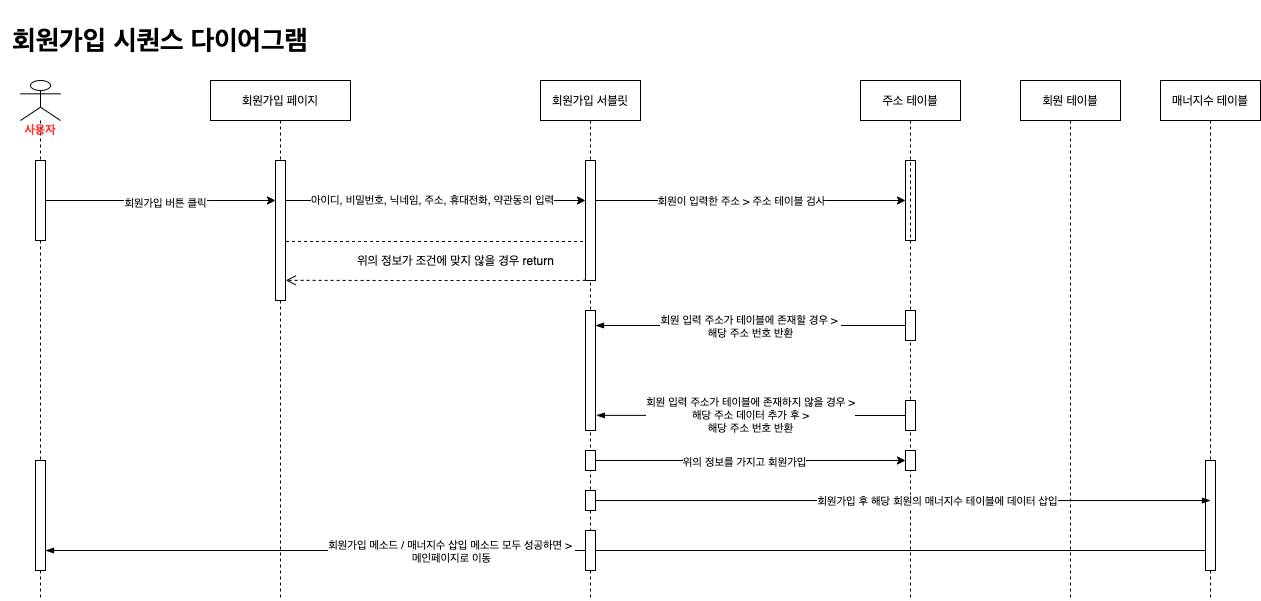 회원가입 시퀀스 다이어그램
사용자
회원가입 페이지
회원가입 서블릿
주소 테이블
회원 테이블
매너지수 테이블
회원가입 버튼 클릭
아이디, 비밀번호, 닉네임, 주소, 휴대전화, 약관동의 입력
회원이 입력한 주소 > 주소 테이블 검사
위의 정보가 조건에 맞지 않을 경우 return
회원 입력 주소가 테이블에 존재할 경우 >
해당 주소 번호 반환
회원 입력 주소가 테이블에 존재하지 않을 경우 >
해당 주소 데이터 추가 후 >
해당 주소 번호 반환
위의 정보를 가지고 회원가입
회원가입 후 해당 회원의 매너지수 테이블에 데이터 삽입
회원가입 메소드 / 매너지수 삽입 메소드 모두 성공하면 >
메인페이지로 이동